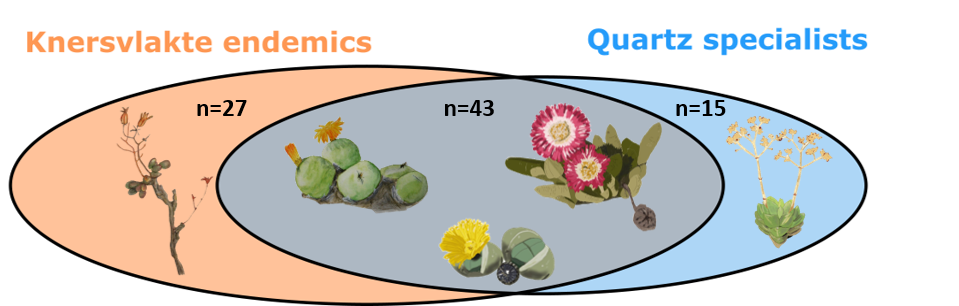 Knersvlakte endemics
Quartz specialists
n=27
n=43
n=15